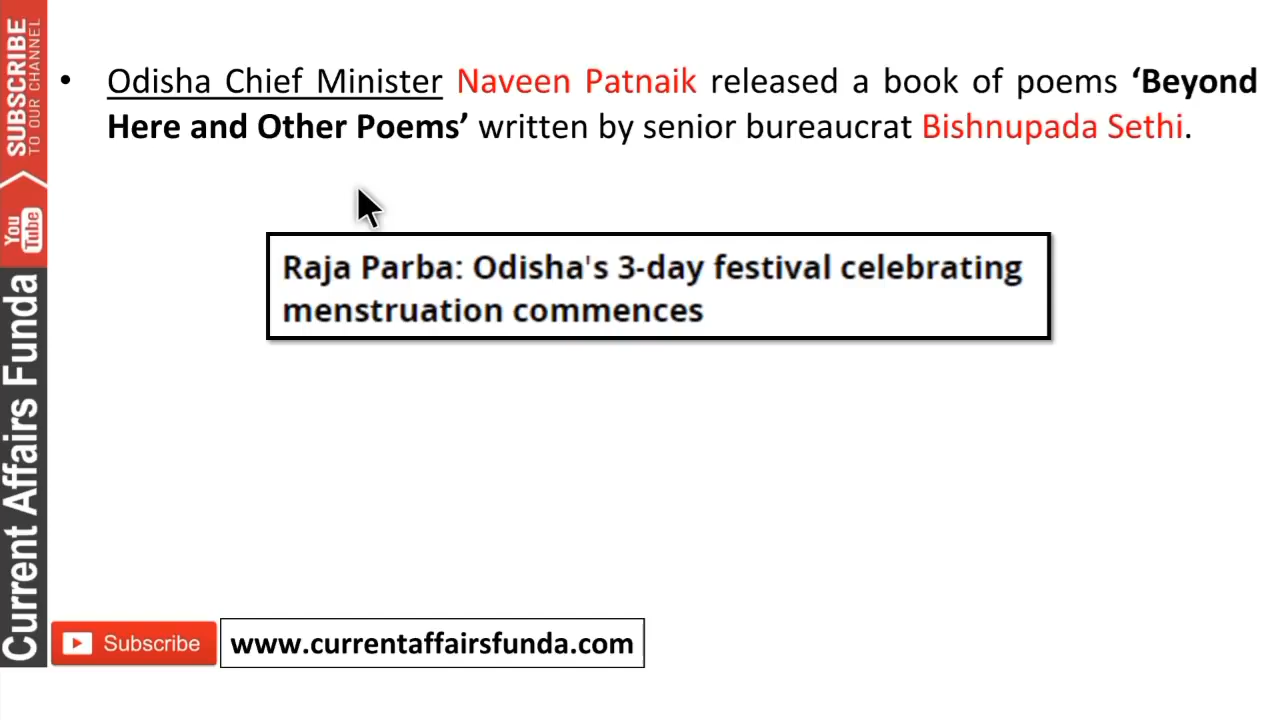 • Odisha Chief Minister Naveen Patnaik released a book of poems ‘Beyond
Here and Other Poems’ written by senior bureaucrat Bishnupada Sethi.
Raja Parba: Odisha's 3-day festival celebrating
menstruation commences
SUBSCRIBE
TO OUR CHANNEL
You
Tube
Current Affairs Funda
Subscribe
www.currentaffairsfunda.com